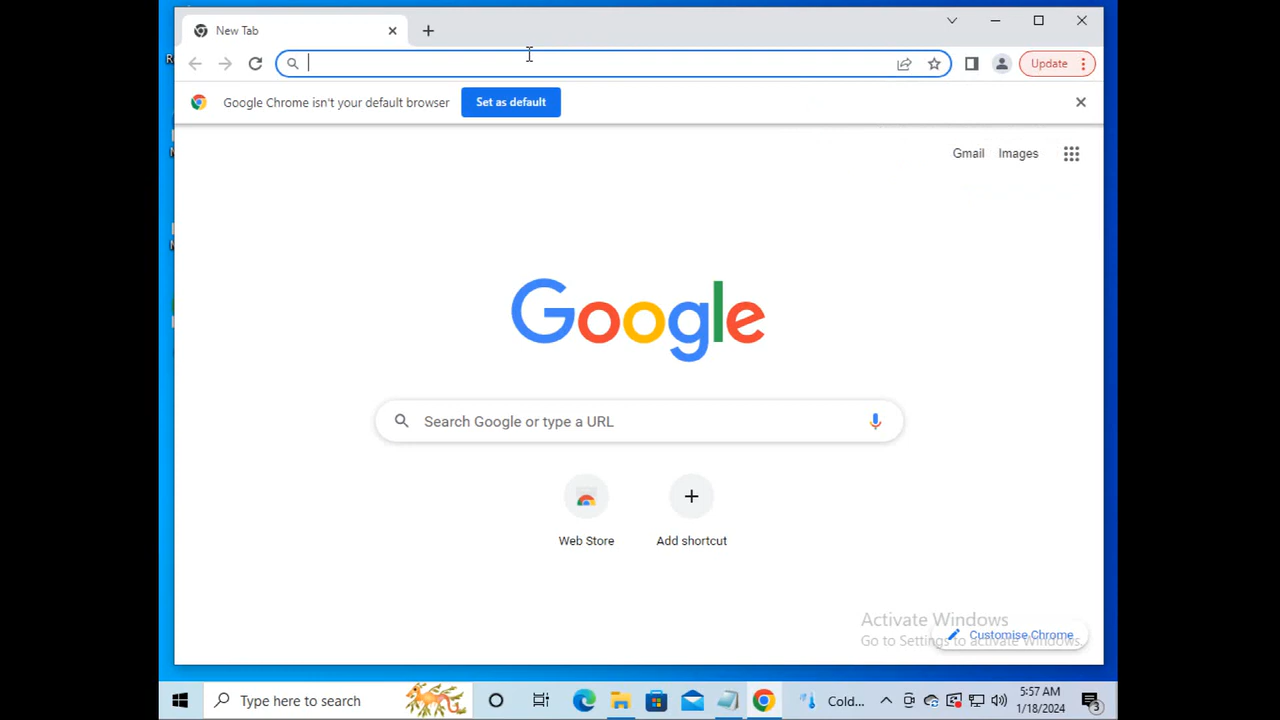 New Tab
Update
Google Chrome isn't your default browser
Set as default
Gmail
Images
Google
Search Google or type a URL
Web Store
Add shortcut
Activate Windows
Go to Settings to activate Windows.
Customise Chrome
Type here to search
Cold...
5:57 AM
1/18/2024
3